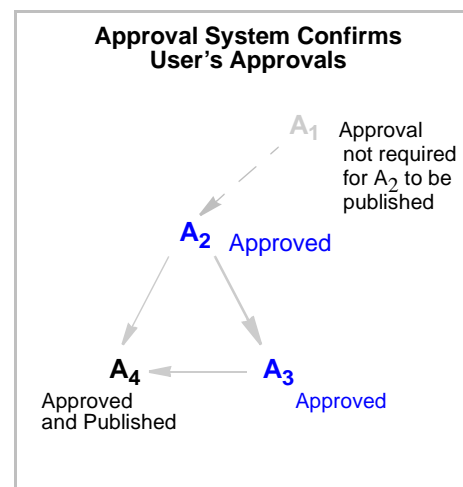 Approval System Confirms
User's Approvals
A1 Approval
not required
for A2 to be
published
A2 Approved
A4
A3
Approved
and Published
Approved